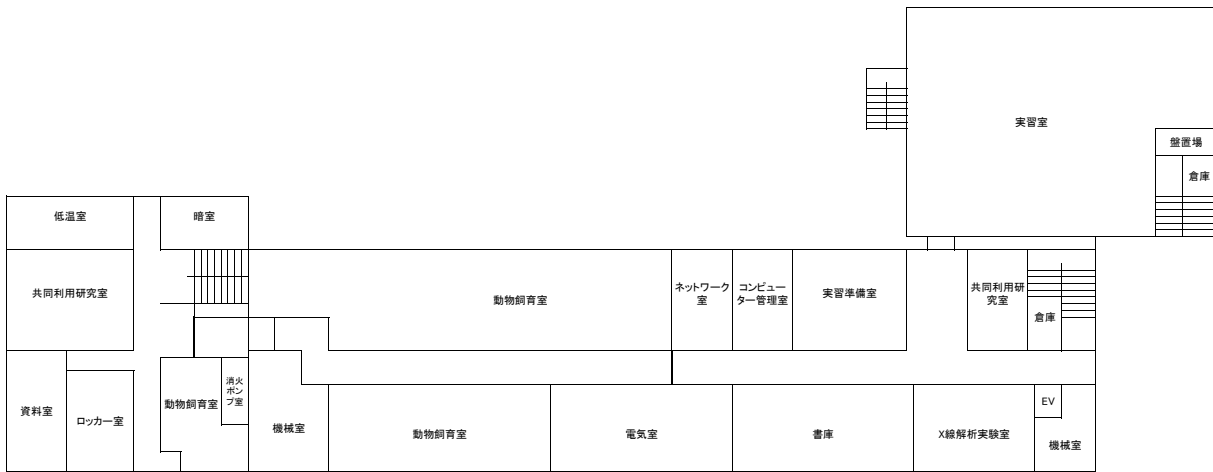 実習室
盤置場
倉庫
低温室
暗室
共同利用研究室
動物飼育室
ネットワーク
室
コンピュー
ター管理室
実習準備室
共同利用研
究室
倉庫
資料室
ロッカー室
動物飼育室
消火
ポン
プ室
機械室
動物飼育室
電気室
書庫
X線解析実験室
EV
機械室